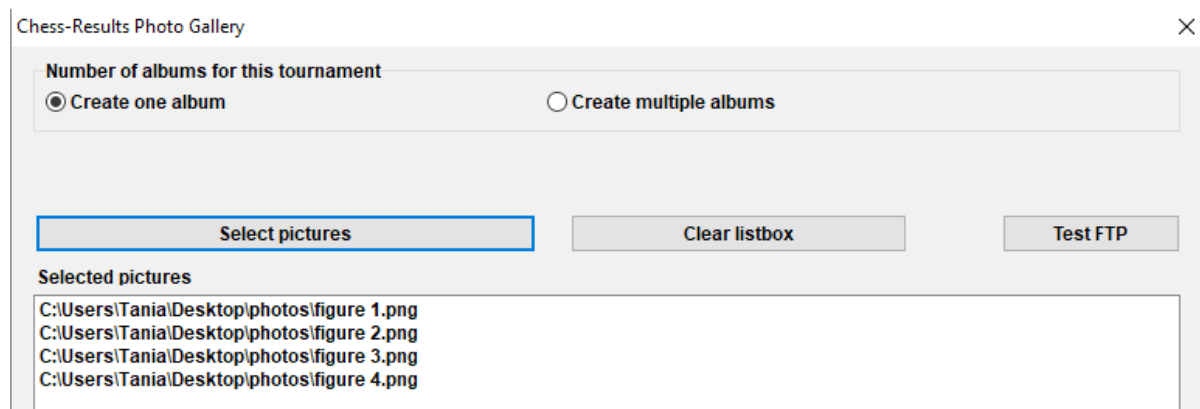 Chess-Results Photo Gallery
Number of albums for this tournament
Create one album
Create multiple albums
Select pictures
Clear listbox
Test FTP
Selected pictures
C:\Users\Tania\Desktop\photos\figure 1.png
C:\Users\Tania\Desktop\photos\figure 2.png
C:\Users\Tania\Desktop\photos\figure 3.png
C:\Users\Tania\Desktop\photos\figure 4.png